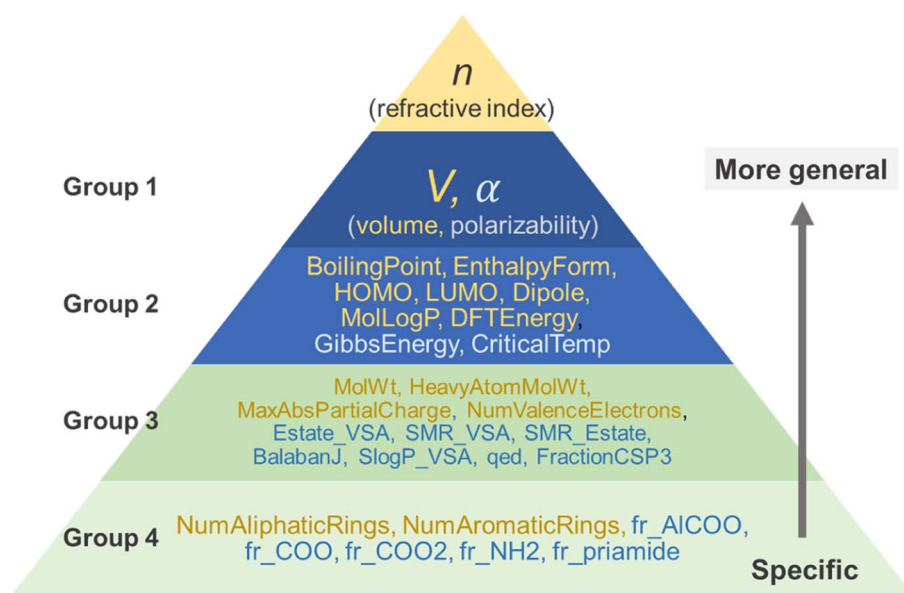 n
(refractive index)
Group 1
V, α
(volume, polarizability)
More general
Group 2
BoilingPoint, EnthalpyForm,
HOMO, LUMO, Dipole,
MolLogP, DFTEnergy,
GibbsEnergy, CriticalTemp
Group 3
MolWt, HeavyAtomMolWt,
MaxAbsPartialCharge, NumValenceElectrons,
Estate_VSA, SMR_VSA, SMR_Estate,
BalabanJ, SlogP_VSA, qed, FractionCSP3
Group 4
NumAliphaticRings, NumAromaticRings, fr_AlCOO,
fr_COO, fr_COO2, fr_NH2, fr_priamide
Specific